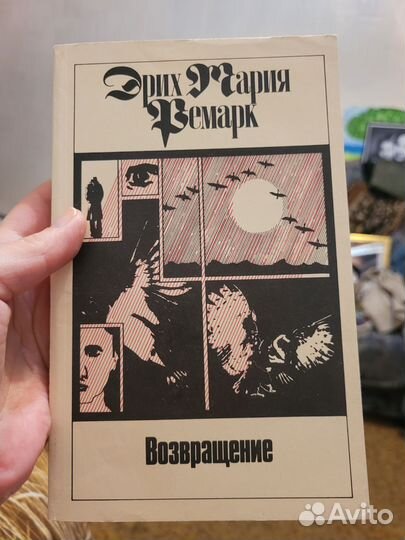 Эрих Мария
Ремарк
Возвращение
Avito